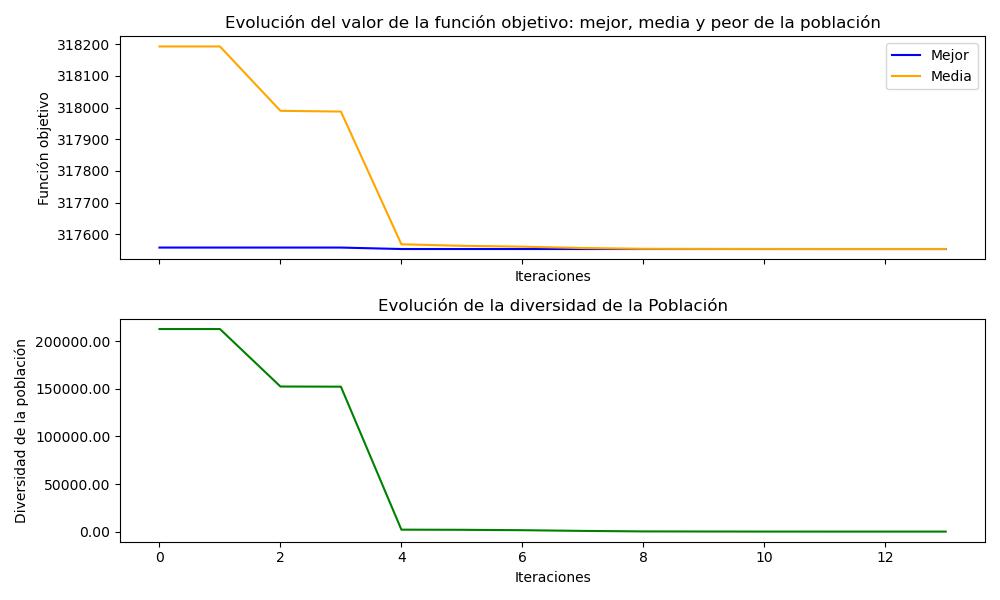 Evolución del valor de la función objetivo: mejor, media y peor de la población
318200
318100
318000
317900
317800
317700
317600
Función objetivo
Mejor
Media
Iteraciones
Evolución de la diversidad de la Población
200000.00
150000.00
100000.00
50000.00
0.00
Diversidad de la población
0 2 4 6 8 10 12
Iteraciones